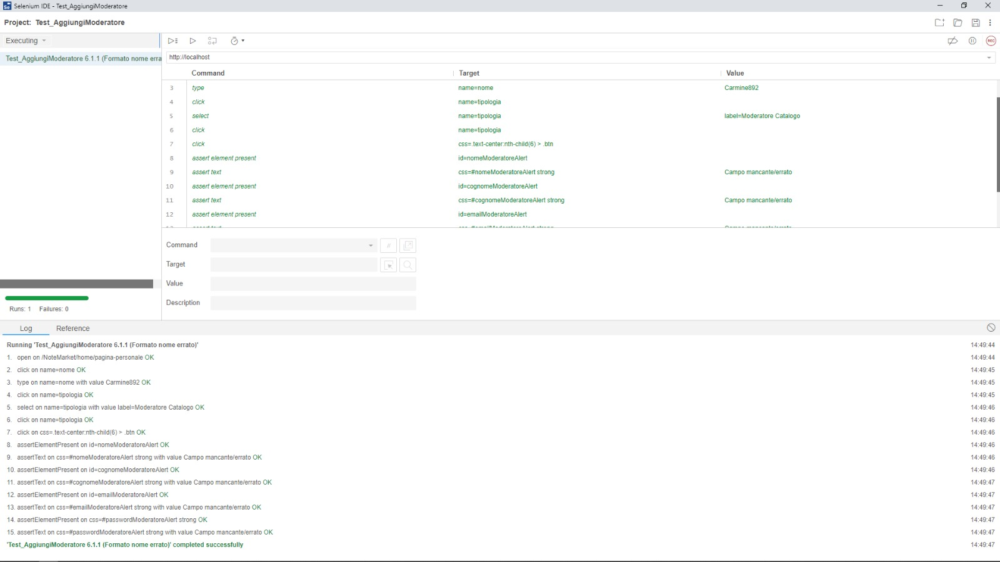 Selenium IDE - Test_AggiungiModeratore
Project: Test_AggiungiModeratore
Executing
Test_AggiungiModeratore 6.1.1 (Formato nome erra
REC
http://localhost
Command Target Value
3 type name=nome Carmine892
4 click name=tipologia
5 select name=tipologia label=Moderatore Catalogo
6 click name=tipologia
7 click css=.text-center:nth-child(6) > .btn
8 assert element present id=nomeModeratoreAlert
9 assert text css=#nomeModeratoreAlert strong Campo mancante/errato
10 assert element present id=cognomeModeratoreAlert
11 assert text css=#cognomeModeratoreAlert strong Campo mancante/errato
12 assert element present id=emailModeratoreAlert
Command
//
Target
Value
Description
Runs: 1 Failures: 0
Log Reference
Running 'Test_AggiungiModeratore 6.1.1 (Formato nome errato)' 14:49:44
1. open on /NoteMarket/home/pagina-personale OK 14:49:44
2. click on name=nome OK 14:49:45
3. type on name=nome with value Carmine892 OK 14:49:45
4. click on name=tipologia OK 14:49:45
5. select on name=tipologia with value label=Moderatore Catalogo OK 14:49:46
6. click on name=tipologia OK 14:49:46
7. click on css=.text-center:nth-child(6) > .btn OK 14:49:46
8. assertElementPresent on id=nomeModeratoreAlert OK 14:49:46
9. assertText on css=#nomeModeratoreAlert strong with value Campo mancante/errato OK 14:49:46
10. assertElementPresent on id=cognomeModeratoreAlert OK 14:49:46
11. assertText on css=#cognomeModeratoreAlert strong with value Campo mancante/errato OK 14:49:47
12. assertElementPresent on id=emailModeratoreAlert OK 14:49:47
13. assertText on css=#emailModeratoreAlert strong with value Campo mancante/errato OK 14:49:47
14. assertElementPresent on css=#passwordModeratoreAlert strong OK 14:49:47
15. assertText on css=#passwordModeratoreAlert strong with value Campo mancante/errato OK 14:49:47
'Test_AggiungiModeratore 6.1.1 (Formato nome errato)' completed successfully 14:49:47